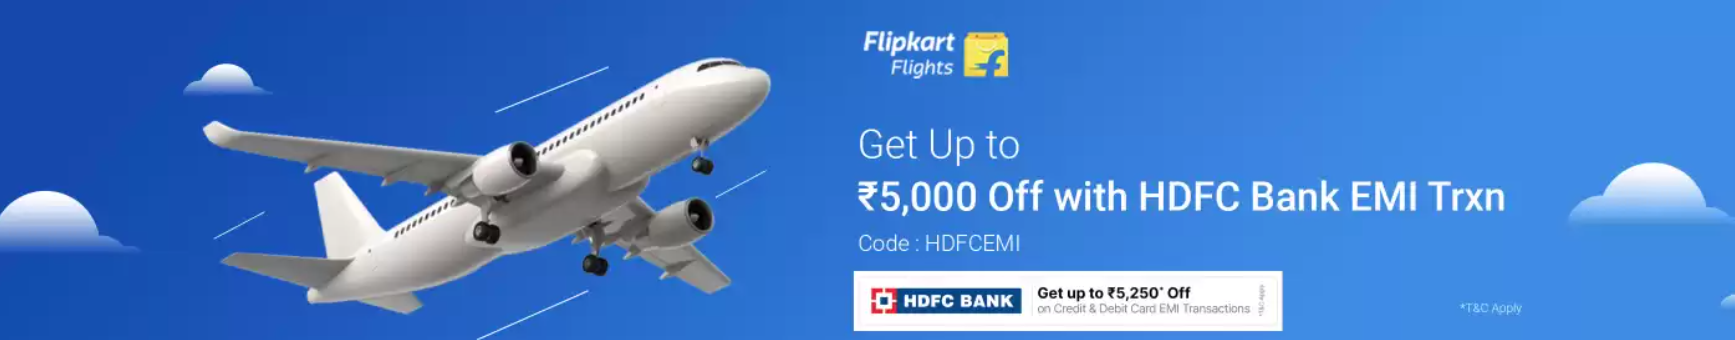 Flipkart
Flights
Get Up to
₹5,000 Off with HDFC Bank EMI Trxn
Code : HDFCEMI
HDFC BANK
Get up to ₹5,250* Off
on Credit & Debit Card EMI Transactions
*T&C Apply
*T&C Apply